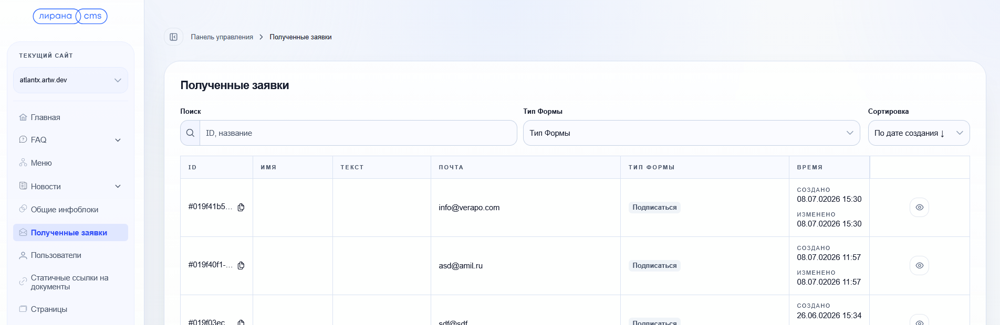 лирана cms
ТЕКУЩИЙ САЙТ
atlantx.artw.dev
Главная
FAQ
Меню
Новости
Общие инфоблоки
Полученные заявки
Пользователи
Статичные ссылки на
документы
Страницы
Панель управления > Полученные заявки
Полученные заявки
Поиск
ID, название
Тип Формы
Тип Формы
Сортировка
По дате создания ↓
ID ИМЯ ТЕКСТ ПОЧТА ТИП ФОРМЫ ВРЕМЯ
#019f41b5... info@verapo.com Подписаться
СОЗДАНО
08.07.02026 15:30
ИЗМЕНЕНО
08.07.02026 15:30
#019f40f1-... asd@amil.ru Подписаться
СОЗДАНО
08.07.02026 11:57
ИЗМЕНЕНО
08.07.02026 11:57
#019f03ec... sdf@sdf Подписаться
СОЗДАНО
26.06.02026 15:34